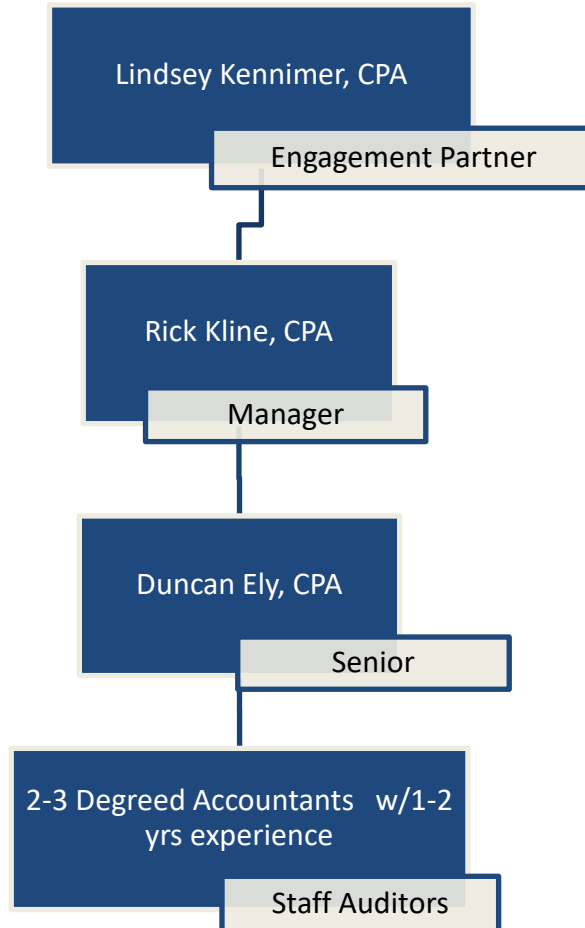 Lindsey Kennimer, CPA
Engagement Partner
Rick Kline, CPA
Manager
Duncan Ely, CPA
Senior
2-3 Degreed Accountants   w/1-2
yrs experience
Staff Auditors